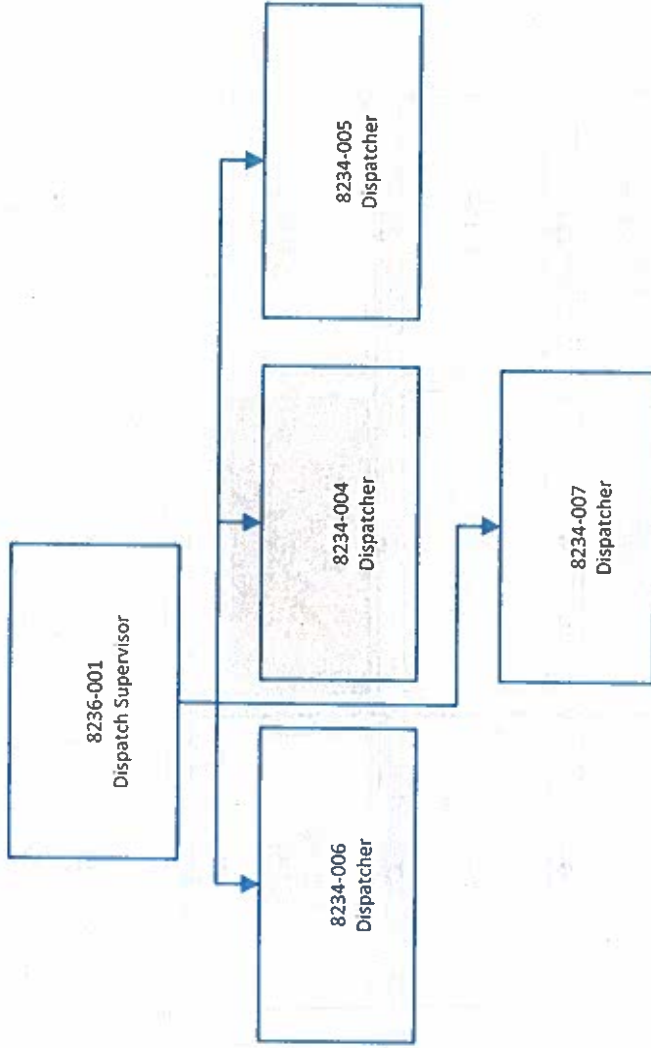 8236-001
Dispatch Supervisor
8234-006
Dispatcher
8234-004
Dispatcher
8234-005
Dispatcher
8234-007
Dispatcher